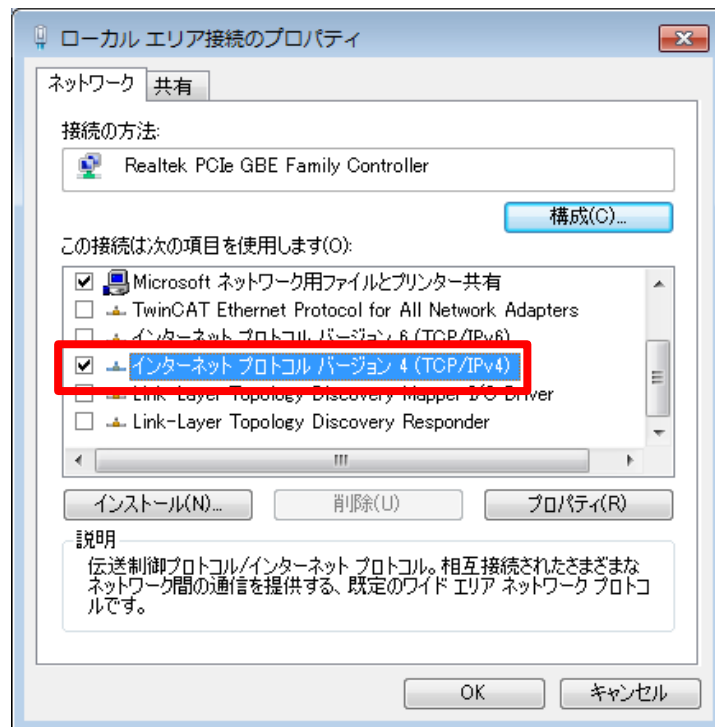 ローカル エリア接続のプロパティ
ネットワーク 共有
接続の方法:
Realtek PCIe GBE Family Controller
構成(C)...
この接続は次の項目を使用します(O):
Microsoft ネットワーク用ファイルとプリンター共有
TwinCAT Ethernet Protocol for All Network Adapters
インターネット プロトコル バージョン 6 (TCP/IPv6)
インターネット プロトコル バージョン 4 (TCP/IPv4)
Link-Layer Topology Discovery Mapper I/O Driver
Link-Layer Topology Discovery Responder
インストール(N)... 削除(U) プロパティ(R)
説明
伝送制御プロトコル/インターネット プロトコル。相互接続されたさまざまな
ネットワーク間の通信を提供する、既定のワイド エリア ネットワーク プロトコ
ルです。
OK キャンセル